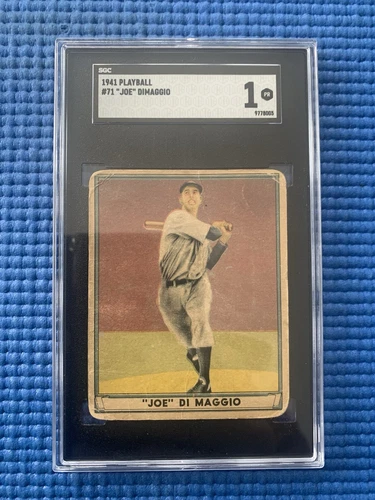 SGC
1941 PLAYBALL
#71 "JOE" DIMAGGIO
1 PR
9778005
"JOE" DI MAGGIO